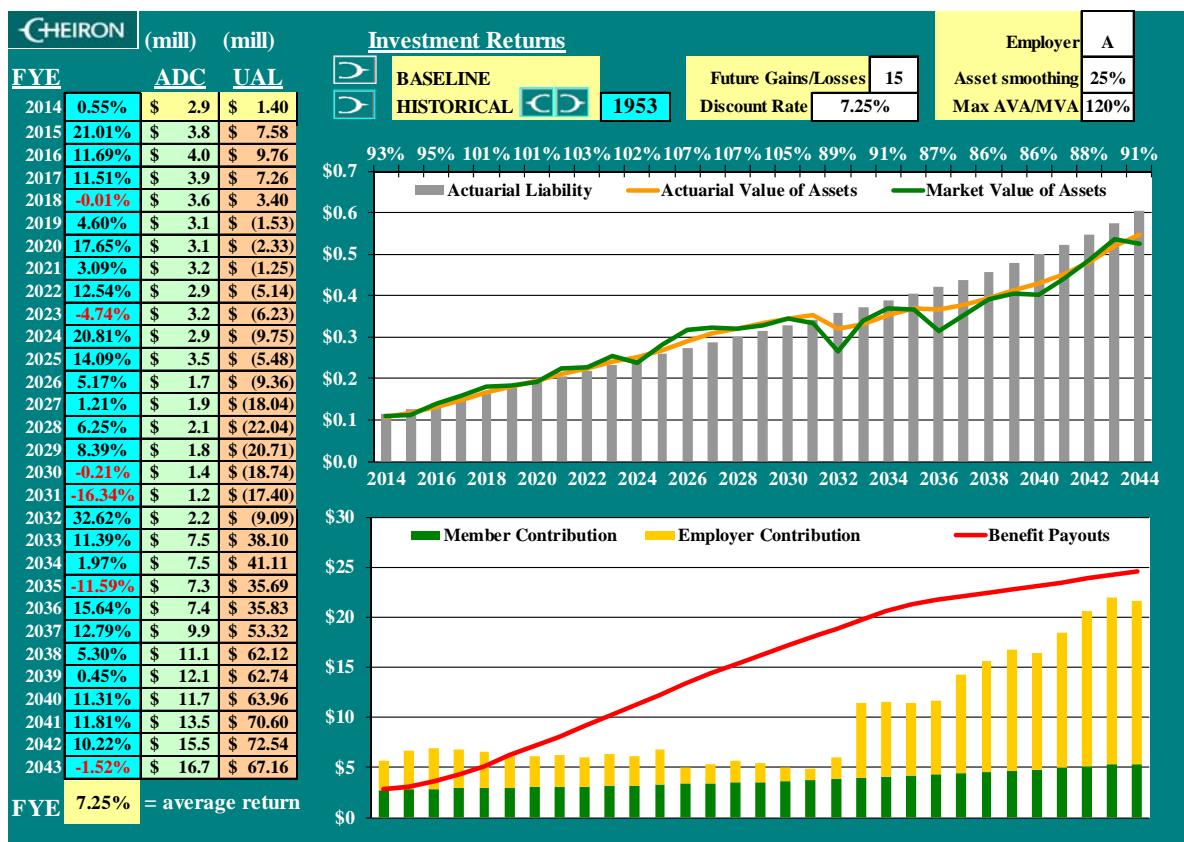 CHEIRON
(mill) (mill)
FYE ADC UAL
2014 0.55% $ 2.9 $ 1.40
2015 21.01% $ 3.8 $ 7.58
2016 11.69% $ 4.0 $ 9.76
2017 11.51% $ 3.9 $ 7.26
2018 -0.01% $ 3.6 $ 3.40
2019 4.60% $ 3.1 $ (1.53)
2020 17.65% $ 3.1 $ (2.33)
2021 3.09% $ 3.2 $ (1.25)
2022 12.54% $ 2.9 $ (5.14)
2023 -4.74% $ 3.2 $ (6.23)
2024 20.81% $ 2.9 $ (9.75)
2025 14.09% $ 3.5 $ (5.48)
2026 5.17% $ 1.7 $ (9.36)
2027 1.21% $ 1.9 $ (18.04)
2028 6.25% $ 2.1 $ (22.04)
2029 8.39% $ 1.8 $ (20.71)
2030 -0.21% $ 1.4 $ (18.74)
2031 -16.34% $ 1.2 $ (17.40)
2032 32.62% $ 2.2 $ (9.09)
2033 11.39% $ 7.5 $ 38.10
2034 1.97% $ 7.5 $ 41.11
2035 -11.59% $ 7.3 $ 35.69
2036 15.64% $ 7.4 $ 35.83
2037 12.79% $ 9.9 $ 53.32
2038 5.30% $ 11.1 $ 62.12
2039 0.45% $ 12.1 $ 62.74
2040 11.31% $ 11.7 $ 63.96
2041 11.81% $ 13.5 $ 70.60
2042 10.22% $ 15.5 $ 72.54
2043 -1.52% $ 16.7 $ 67.16
FYE 7.25% = average return
Investment Returns
BASELINE
HISTORICAL 1953
Future Gains/Losses 15
Discount Rate 7.25%
Employer A
Asset smoothing 25%
Max AVA/MVA 120%
93% 95% 101% 101% 103% 102% 107% 107% 105% 89% 91% 87% 86% 86% 88% 91%
Actuarial Liability Actuarial Value of Assets Market Value of Assets
$0.7
$0.6
$0.5
$0.4
$0.3
$0.2
$0.1
$0.0
2014 2016 2018 2020 2022 2024 2026 2028 2030 2032 2034 2036 2038 2040 2042 2044
Member Contribution Employer Contribution Benefit Payouts
$30
$25
$20
$15
$10
$5
$0